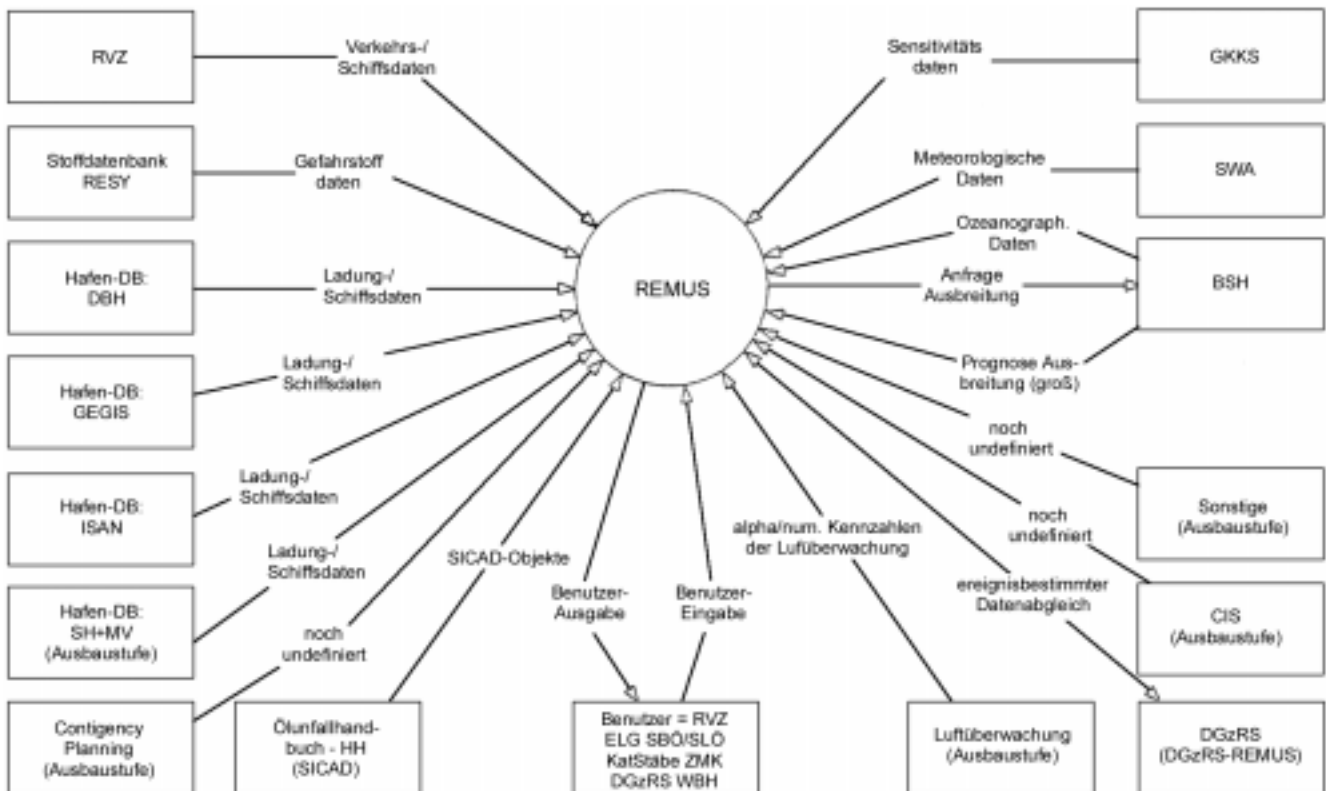 RVZ
Verkehrs-/
Schiffsdaten
Sensitivitäts
daten
GKKS
Stoffdatenbank
RESY
Gefahrstoff
daten
Meteorologische
Daten
SWA
Hafen-DB:
DBH
Ladung-/
Schiffsdaten
REMUS
Ozeanograph.
Daten
Anfrage
Ausbreitung
BSH
Hafen-DB:
GEGIS
Ladung-/
Schiffsdaten
Prognose Aus-
breitung (groß)
Hafen-DB:
ISAN
Ladung-/
Schiffsdaten
noch
undefiniert
Sonstige
(Ausbaustufe)
Hafen-DB:
SH+MV
(Ausbaustufe)
Ladung-/
Schiffsdaten
SICAD-Objekte
alpha/num. Kennzahlen
der Lufüberwachung
noch
undefiniert
CIS
(Ausbaustufe)
noch
undefiniert
Benutzer-
Ausgabe
Benutzer-
Eingabe
ereignisbestimmter
Datenabgleich
Contigency
Planning
(Ausbaustufe)
Ölunfallhand-
buch - HH
(SICAD)
Benutzer = RVZ
ELG SBÖ/SLÖ
KatStäbe ZMK
DGzRS WBH
Luftüberwachung
(Ausbaustufe)
DGzRS
(DGzRS-REMUS)